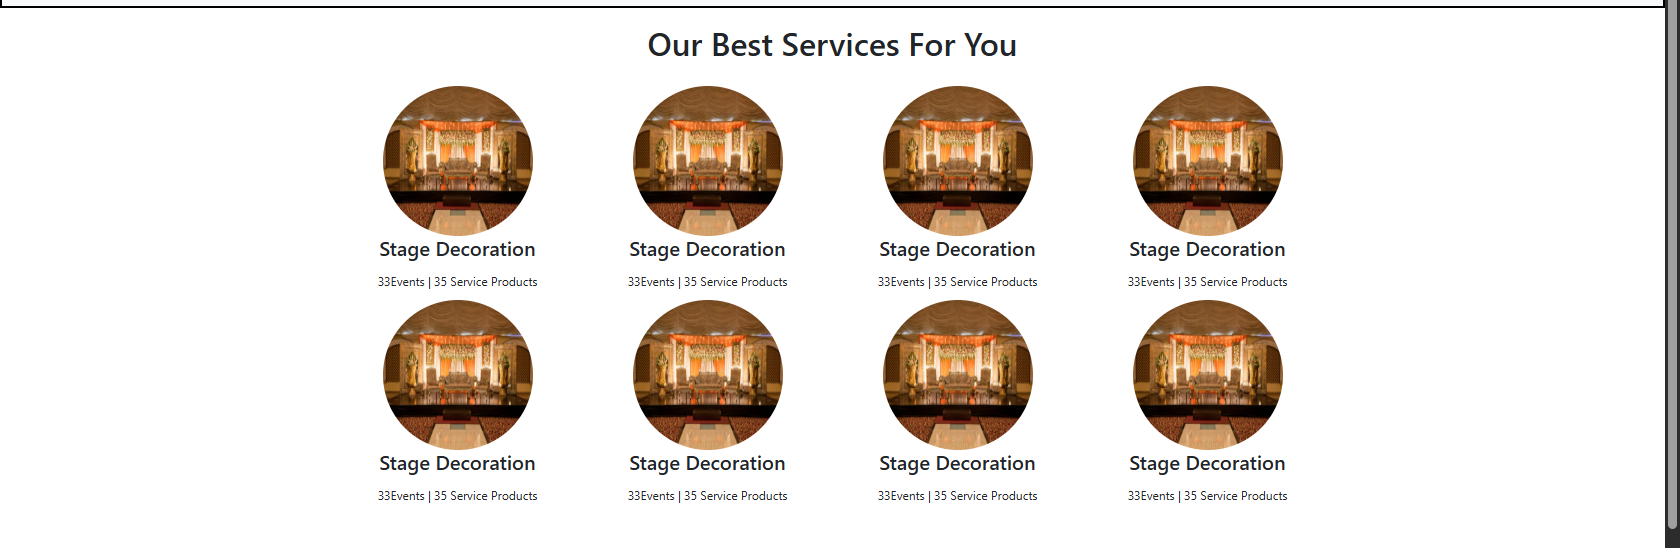 Our Best Services For You
Stage Decoration Stage Decoration Stage Decoration Stage Decoration
33Events | 35 Service Products 33Events | 35 Service Products 33Events | 35 Service Products 33Events | 35 Service Products
Stage Decoration Stage Decoration Stage Decoration Stage Decoration
33Events | 35 Service Products 33Events | 35 Service Products 33Events | 35 Service Products 33Events | 35 Service Products